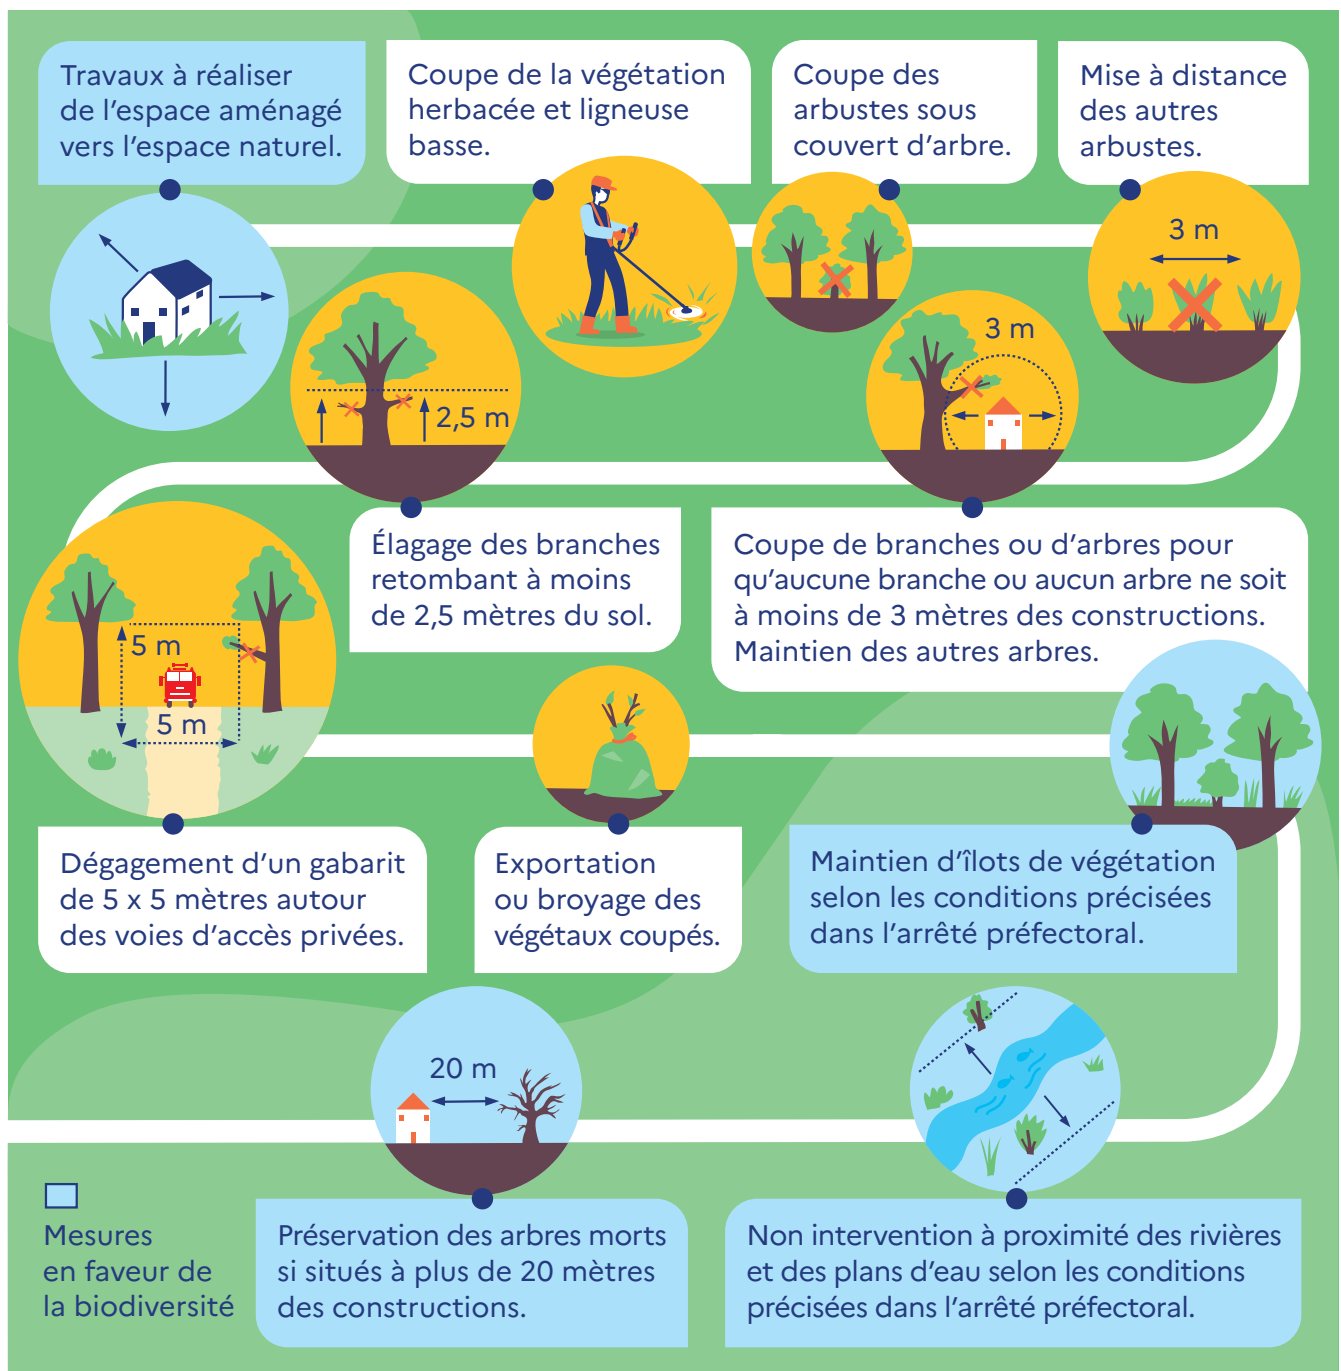 Travaux à réaliser
de l'espace aménagé
vers l'espace naturel.
Coupe de la végétation
herbacée et ligneuse
basse.
Coupe des
arbustes sous
couvert d'arbre.
Mise à distance
des autres
arbustes.
3 m
3 m
2,5 m
Coupe de branches ou d'arbres pour
qu'aucune branche ou aucun arbre ne soit
à moins de 3 mètres des constructions.
Maintien des autres arbres.
Élagage des branches
retombant à moins
de 2,5 mètres du sol.
5 m
5 m
Dégagement d'un gabarit
de 5 x 5 mètres autour
des voies d'accès privées.
Exportation
ou broyage des
végétaux coupés.
Maintien d'îlots de végétation
selon les conditions précisées
dans l'arrêté préfectoral.
Non intervention à proximité des rivières
et des plans d'eau selon les conditions
précisées dans l'arrêté préfectoral.
20 m
Préservation des arbres morts
si situés à plus de 20 mètres
des constructions.
Mesures
en faveur de
la biodiversité